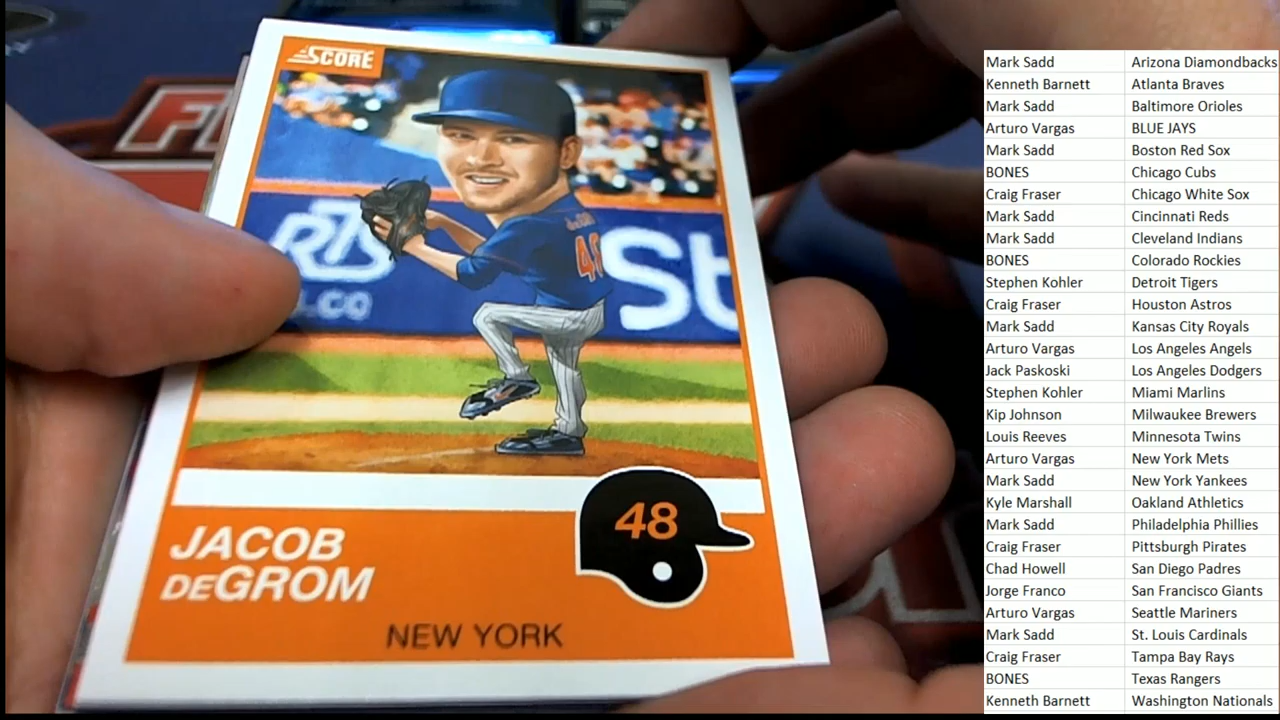 SCORE
48
St
JACOB
DEGROM
48
NEW YORK
Mark Sadd Arizona Diamondbacks
Kenneth Barnett Atlanta Braves
Mark Sadd Baltimore Orioles
Arturo Vargas BLUE JAYS
Mark Sadd Boston Red Sox
BONES Chicago Cubs
Craig Fraser Chicago White Sox
Mark Sadd Cincinnati Reds
Mark Sadd Cleveland Indians
BONES Colorado Rockies
Stephen Kohler Detroit Tigers
Craig Fraser Houston Astros
Mark Sadd Kansas City Royals
Arturo Vargas Los Angeles Angels
Jack Paskoski Los Angeles Dodgers
Stephen Kohler Miami Marlins
Kip Johnson Milwaukee Brewers
Louis Reeves Minnesota Twins
Arturo Vargas New York Mets
Mark Sadd New York Yankees
Kyle Marshall Oakland Athletics
Mark Sadd Philadelphia Phillies
Craig Fraser Pittsburgh Pirates
Chad Howell San Diego Padres
Jorge Franco San Francisco Giants
Arturo Vargas Seattle Mariners
Mark Sadd St. Louis Cardinals
Craig Fraser Tampa Bay Rays
BONES Texas Rangers
Kenneth Barnett Washington Nationals